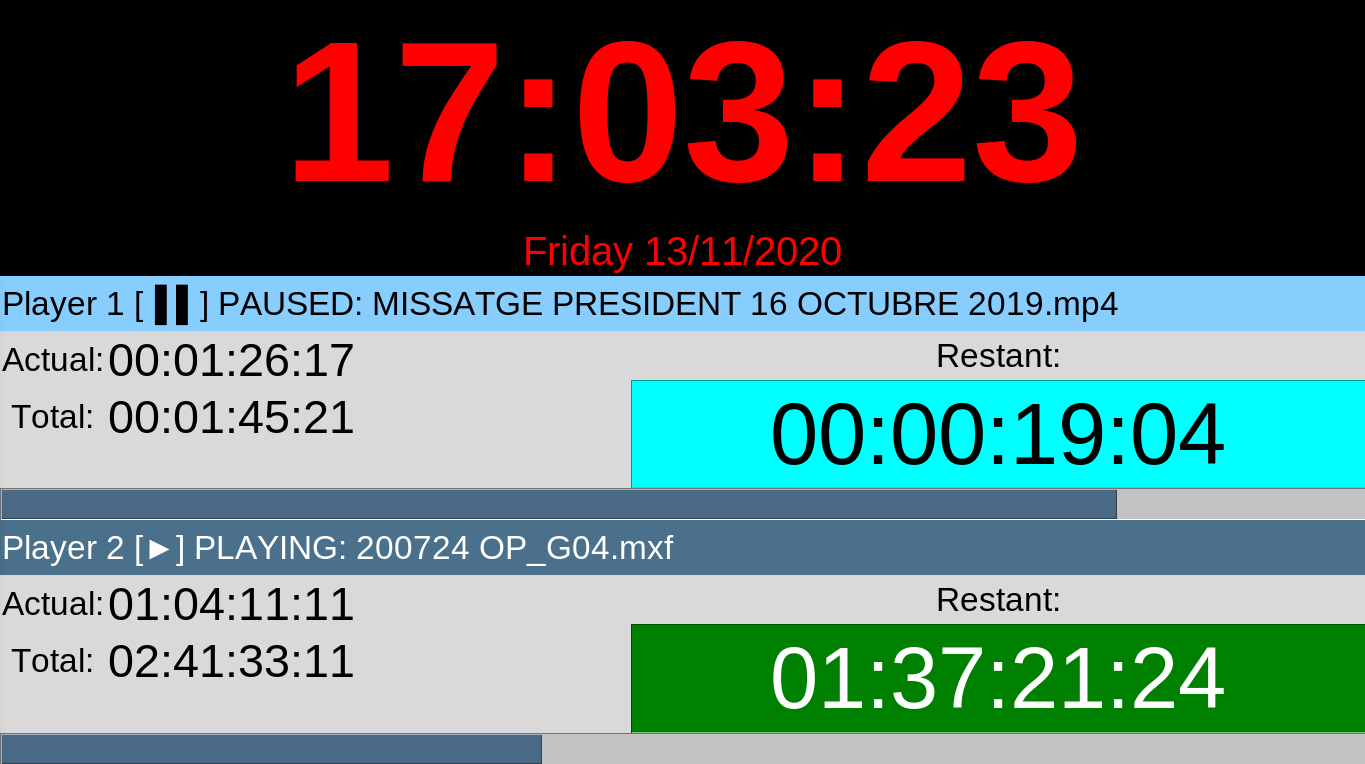 17:03:23
Friday 13/11/2020
Player 1 [ ▌▌ ] PAUSED: MISSATGE PRESIDENT 16 OCTUBRE 2019.mp4
Actual: 00:01:26:17
Restant:
Total: 00:01:45:21
00:00:19:04
Player 2 [►] PLAYING: 200724 OP_G04.mxf
Actual: 01:04:11:11
Restant:
Total: 02:41:33:11
01:37:21:24